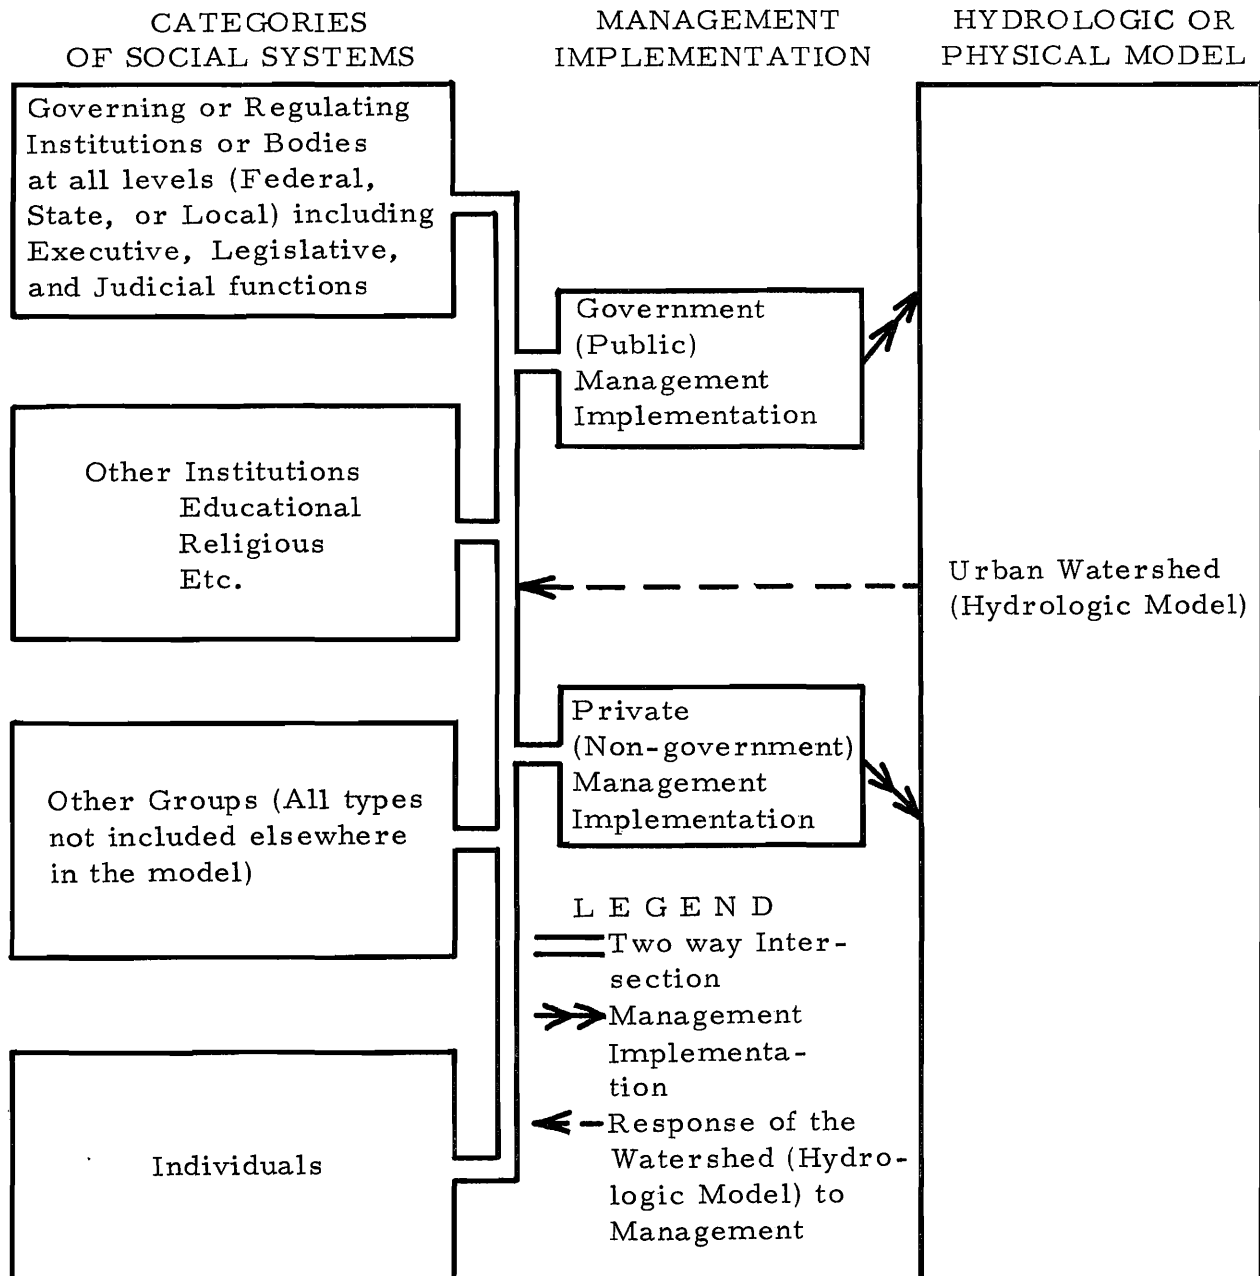 CATEGORIES
OF SOCIAL SYSTEMS
MANAGEMENT
IMPLEMENTATION
HYDROLOGIC OR
PHYSICAL MODEL
Governing or Regulating
Institutions or Bodies
at all levels (Federal,
State, or Local) including
Executive, Legislative,
and Judicial functions
Other Institutions
Educational
Religious
Etc.
Other Groups (All types
not included elsewhere
in the model)
Individuals
Government
(Public)
Management
Implementation
Private
(Non-government)
Management
Implementation
LEGEND
Two way Inter-
section
Management
Implementa-
tion
Response of the
Watershed (Hydro-
logic Model) to
Management
Urban Watershed
(Hydrologic Model)